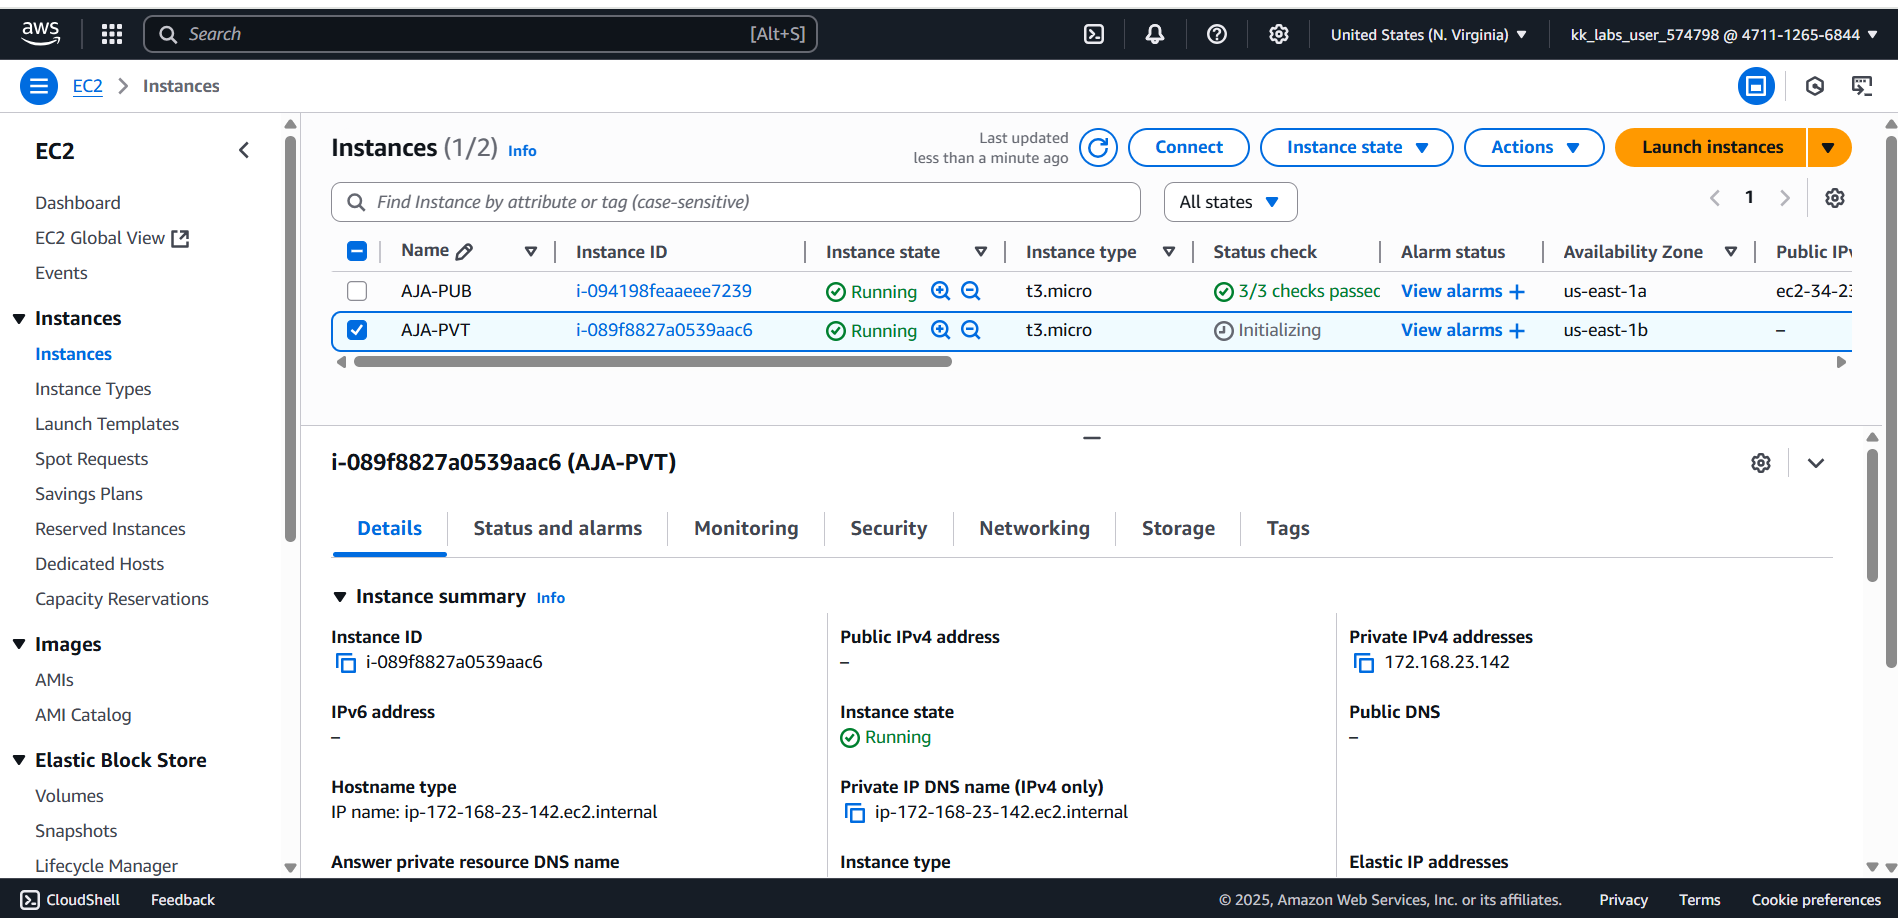 aws
Search [Alt+S]
United States (N. Virginia)
kk_labs_user_574798 @ 4711-1265-6844
EC2 > Instances
EC2
Dashboard
EC2 Global View
Events
Instances
Instances
Instance Types
Launch Templates
Spot Requests
Savings Plans
Reserved Instances
Dedicated Hosts
Capacity Reservations
Images
AMIs
AMI Catalog
Elastic Block Store
Volumes
Snapshots
Lifecycle Manager
Instances (1/2) Info
Last updated
less than a minute ago
Connect
Instance state
Actions
Launch instances
Find Instance by attribute or tag (case-sensitive)
All states
1
Name Instance ID Instance state Instance type Status check Alarm status Availability Zone Public IPv
AJA-PUB i-094198feaaeee7239 Running t3.micro 3/3 checks passec View alarms + us-east-1a ec2-34-23
AJA-PVT i-089f8827a0539aac6 Running t3.micro Initializing View alarms + us-east-1b –
i-089f8827a0539aac6 (AJA-PVT)
Details Status and alarms Monitoring Security Networking Storage Tags
Instance summary Info
Instance ID
i-089f8827a0539aac6
Public IPv4 address
–
Private IPv4 addresses
172.168.23.142
IPv6 address
–
Instance state
Running
Public DNS
–
Hostname type
IP name: ip-172-168-23-142.ec2.internal
Private IP DNS name (IPv4 only)
ip-172-168-23-142.ec2.internal
Answer private resource DNS name
Instance type
Elastic IP addresses
CloudShell Feedback
© 2025, Amazon Web Services, Inc. or its affiliates. Privacy Terms Cookie preferences